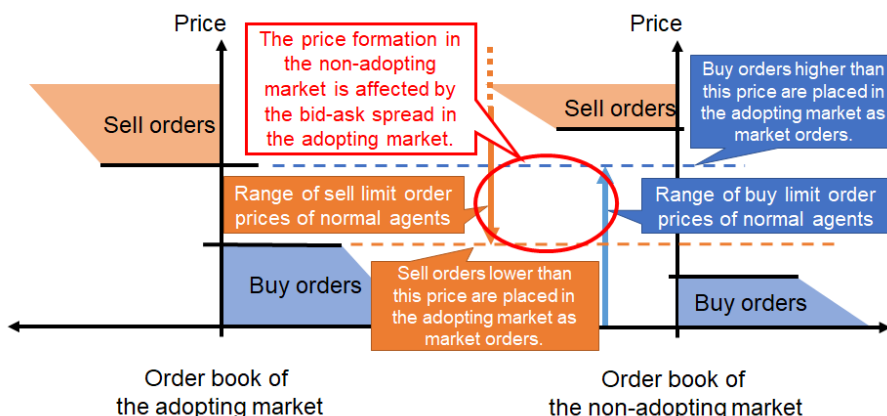 Price
The price formation in
the non-adopting
market is affected by
the bid-ask spread in
the adopting market.
Price
Buy orders higher than
this price are placed in
the adopting market as
market orders.
Sell orders
Sell orders
Range of sell limit order
prices of normal agents
Range of buy limit order
prices of normal agents
Buy orders
Sell orders lower than
this price are placed in
the adopting market as
market orders.
Buy orders
Order book of
the adopting market
Order book of
the non-adopting market